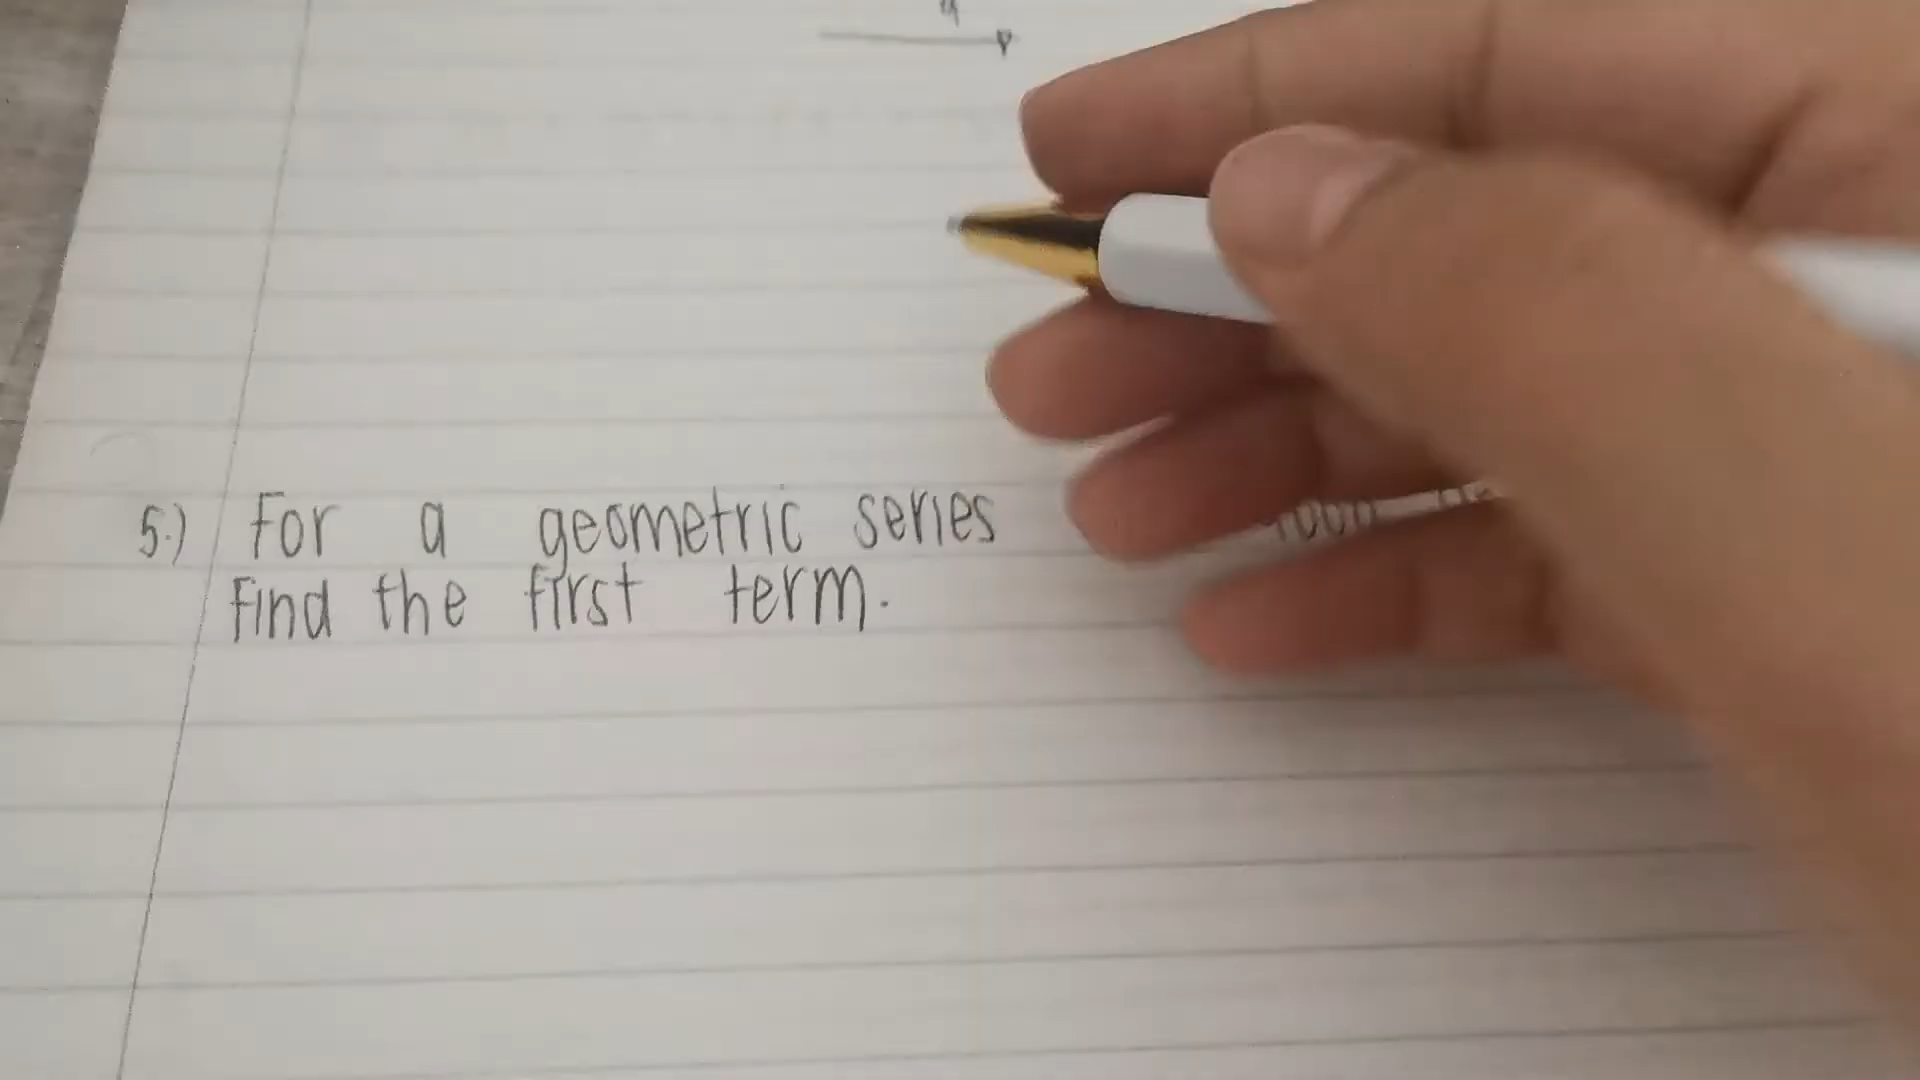 5.) For a geometric series
Find the first term.